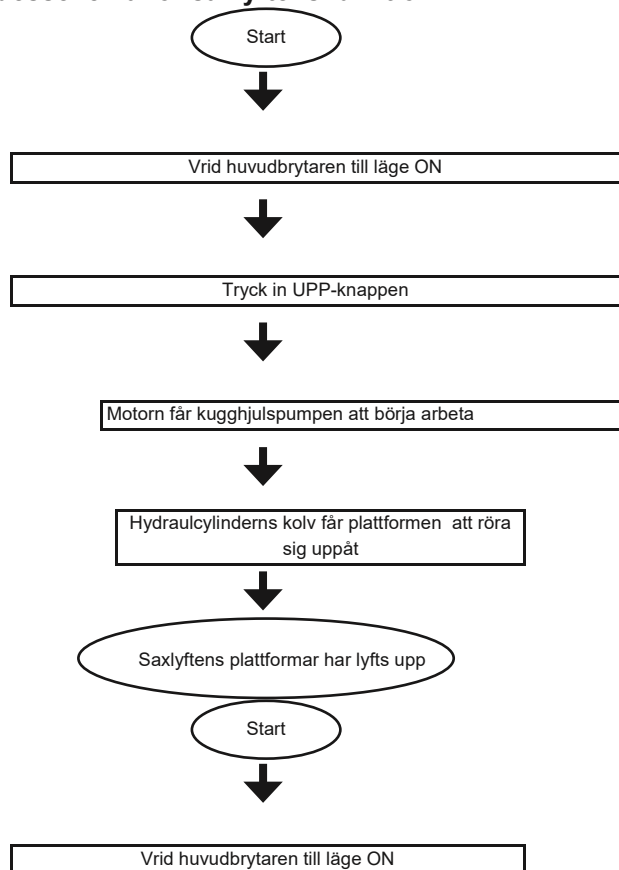 Start
Vrid huvudbrytaren till läge ON
Tryck in UPP-knappen
Motorn får kugghjulspumpen att börja arbeta
Hydraulcylinderns kolv får plattformen att röra
sig uppåt
Saxlyftens plattformar har lyfts upp
Start
Vrid huvudbrytaren till läge ON